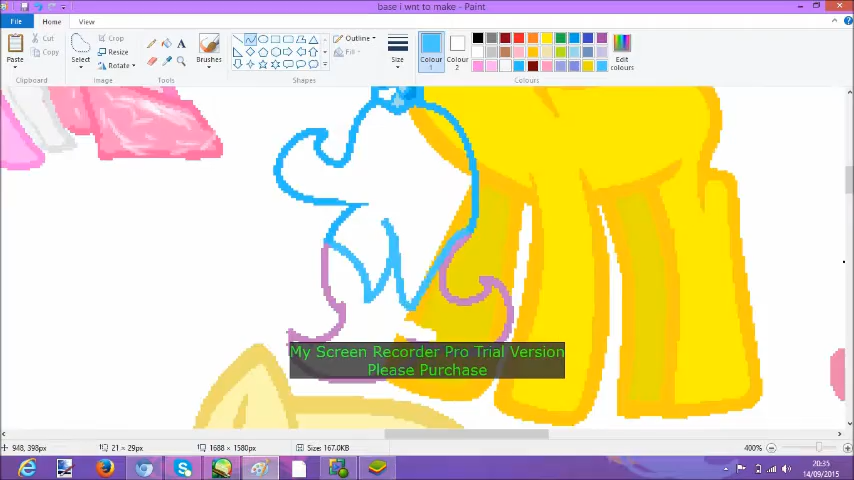 base i wnt to make - Paint
File Home View
Paste
Cut
Copy
Clipboard
Select
Crop
Resize
Rotate
Image
Tools
Brushes
Shapes
Outline
Fill
Size
Colour 1
Colour 2
Edit colours
Colours
My Screen Recorder Pro Trial Version
Please Purchase
948, 398px
21 × 29px
1688 × 1580px
Size: 167.0KB
400%
20:35
14/09/2015